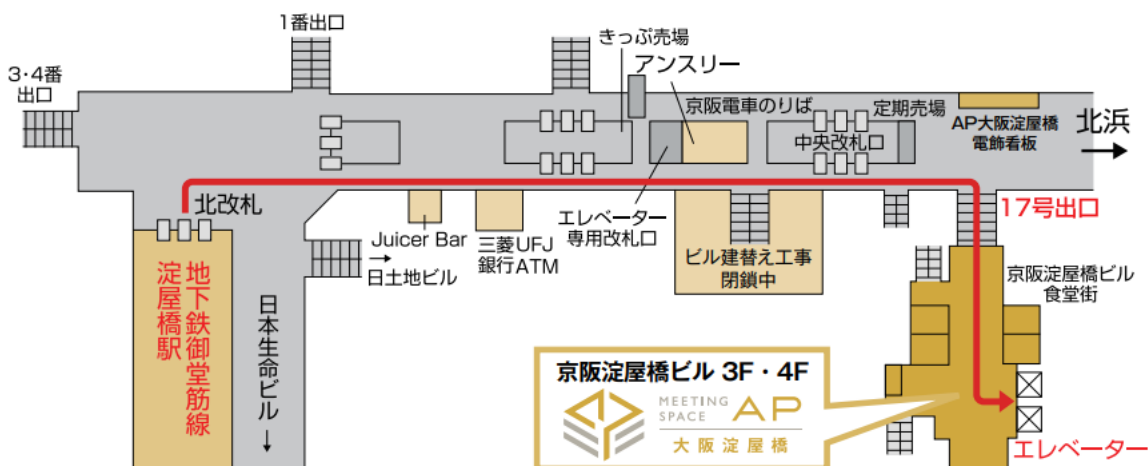 1番出口
きっぷ売場
アンスリー
3・4番
出口
京阪電車のりば
定期売場
中央改札口
AP大阪淀屋橋
電飾看板
北浜
北改札
17号出口
Juicer Bar
三菱UFJ
銀行ATM
エレベーター
専用改札口
ビル建替え工事
閉鎖中
日土地ビル
京阪淀屋橋ビル
食堂街
地下鉄御堂筋線
淀屋橋駅
日本生命ビル
京阪淀屋橋ビル 3F・4F
MEETING
SPACE
AP
大阪淀屋橋
エレベーター